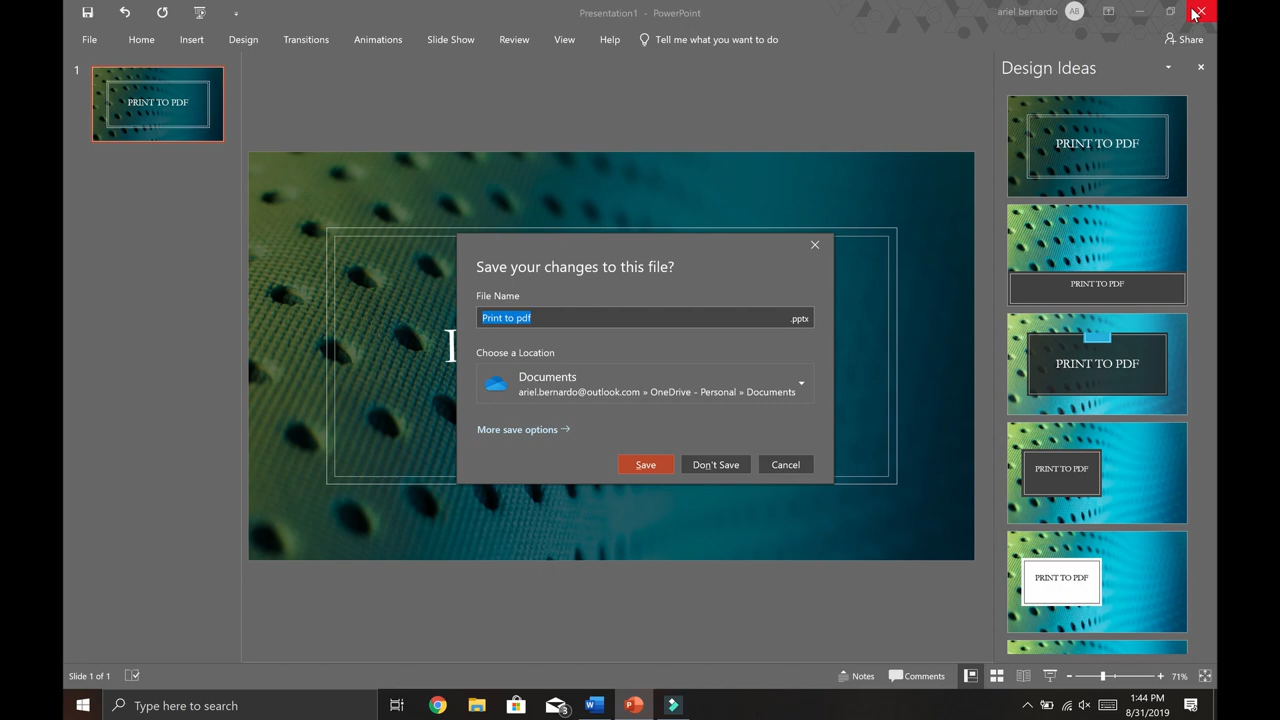 Presentation1 - PowerPoint
ariel bernardo
AB
File
Home
Insert
Design
Transitions
Animations
Slide Show
Review
View
Help
Tell me what you want to do
Share
1
PRINT TO PDF
Design Ideas
PRINT TO PDF
PRINT TO PDF
PRINT TO PDF
PRINT TO PDF
PRINT TO PDF
Save your changes to this file?
File Name
Print to pdf
.pptx
Choose a Location
Documents
ariel.bernardo@outlook.com » OneDrive - Personal » Documents
More save options
Save
Don't Save
Cancel
Slide 1 of 1
Notes
Comments
71%
Type here to search
1:44 PM
8/31/2019